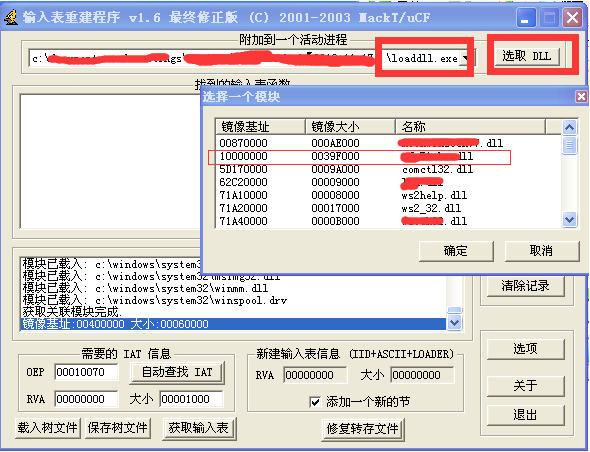 输入表重建程序 v1.6 最终修正版 (C) 2001-2003 MackT/uCF
附加到一个活动进程
c:\
\loaddll.exe
选取 DLL
找到的输入表函数
选择一个模块
镜像基址 镜像大小 名称
00870000 000AE000 .dll
10000000 0039F000 dll
5D170000 0009A000 comctl32.dll
62C20000 00009000
71A10000 00008000 ws2help.dll
71A20000 00017000 ws2_32.dll
71A40000 0000B000
确定 取消
模块已载入: c:\windows\system32
模块已载入: c:\windows\system32\msimg32.dll
模块已载入: c:\windows\system32\winmm.dll
模块已载入: c:\windows\system32\winspool.drv
获取关联模块完成.
镜像基址:00400000 大小:00060000
清除记录
需要的 IAT 信息
OEP 00010070 自动查找 IAT
RVA 00000000 大小 00001000
载入树文件 保存树文件 获取输入表
新建输入表信息 (IID+ASCII+LOADER)
RVA 00000000 大小 00000000
添加一个新的节
修复转存文件
选项
关于
退出